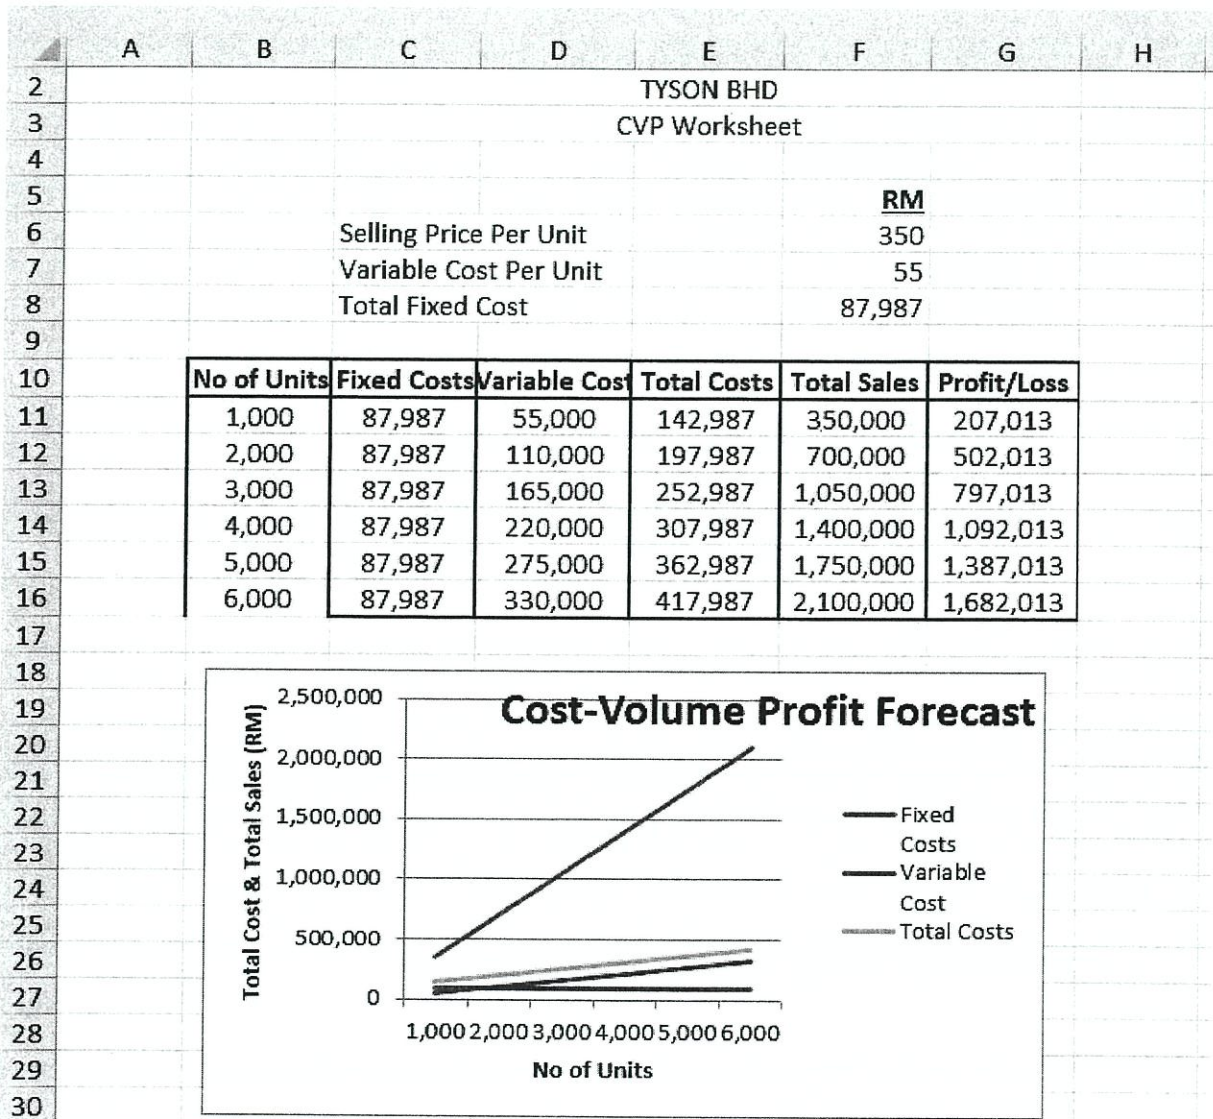 A B C D E F G H
2 TYSON BHD
3 CVP Worksheet
4
5 RM
6 Selling Price Per Unit 350
7 Variable Cost Per Unit 55
8 Total Fixed Cost 87,987
9
10 No of Units Fixed Costs Variable Cost Total Costs Total Sales Profit/Loss
11 1,000 87,987 55,000 142,987 350,000 207,013
12 2,000 87,987 110,000 197,987 700,000 502,013
13 3,000 87,987 165,000 252,987 1,050,000 797,013
14 4,000 87,987 220,000 307,987 1,400,000 1,092,013
15 5,000 87,987 275,000 362,987 1,750,000 1,387,013
16 6,000 87,987 330,000 417,987 2,100,000 1,682,013
17
18
19
20
21
22
23
24
25
26
27
28
29
30
Cost-Volume Profit Forecast
Total Cost & Total Sales (RM)
2,500,000
2,000,000
1,500,000
1,000,000
500,000
0
1,000 2,000 3,000 4,000 5,000 6,000
No of Units
Fixed
Costs
Variable
Cost
Total Costs